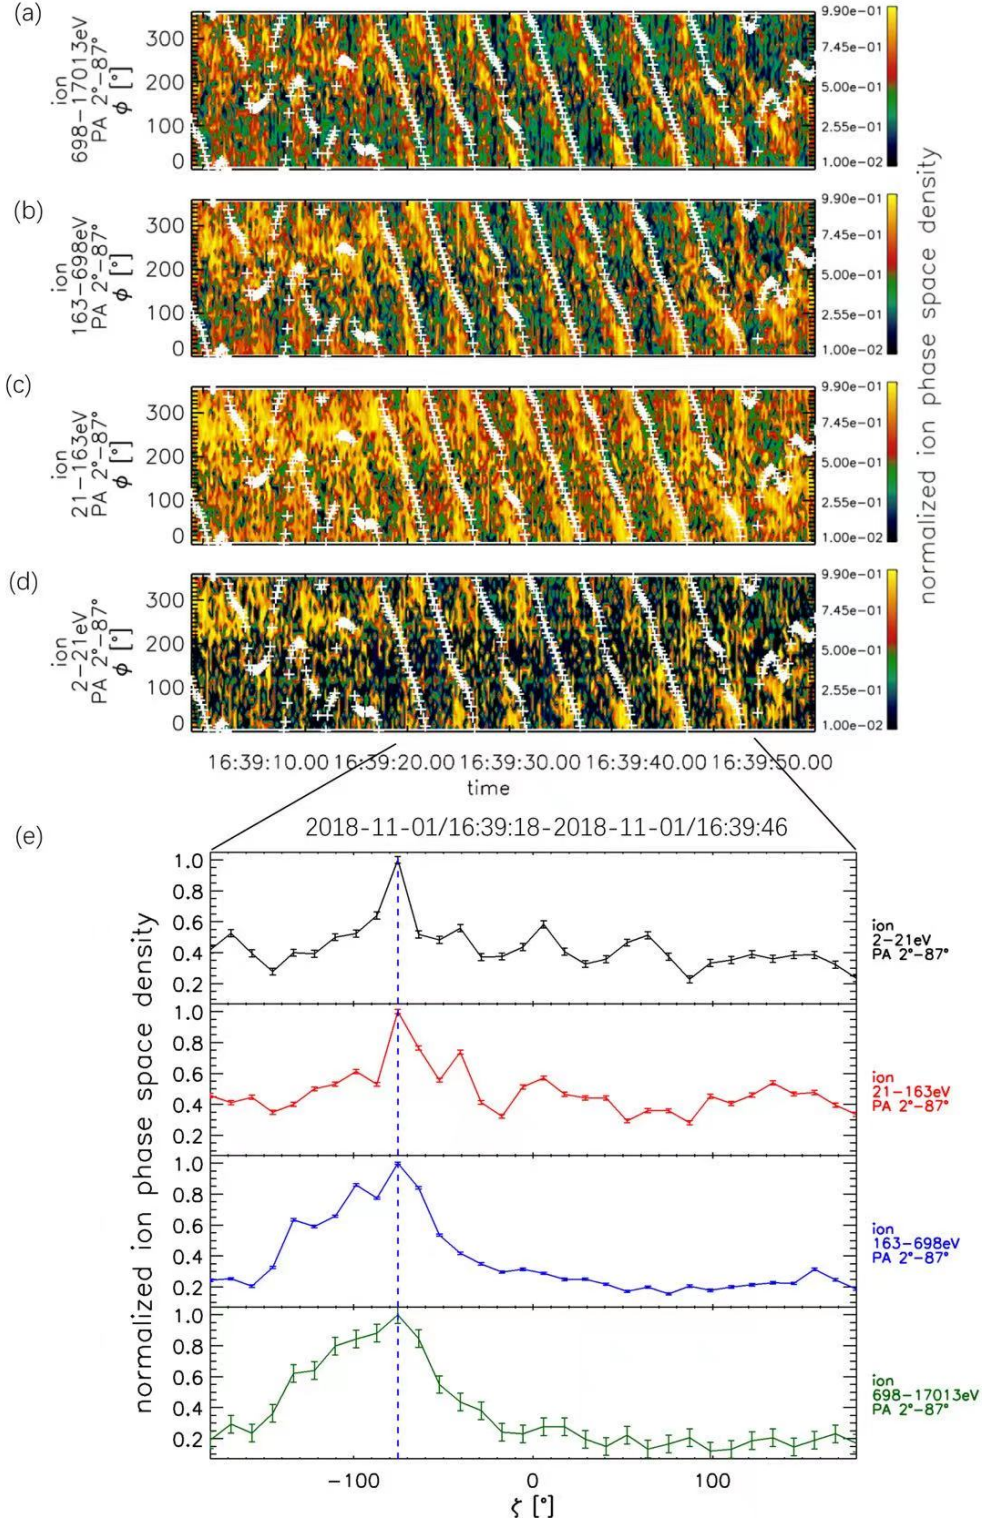 (a)
ion
698-17013eV
PA 2°-87°
ϕ [°]
300
200
100
0
9.90e-01
7.45e-01
5.00e-01
2.55e-01
1.00e-02
(b)
ion
163-698eV
PA 2°-87°
ϕ [°]
300
200
100
0
9.90e-01
7.45e-01
5.00e-01
2.55e-01
1.00e-02
(c)
ion
21-163eV
PA 2°-87°
ϕ [°]
300
200
100
0
9.90e-01
7.45e-01
5.00e-01
2.55e-01
1.00e-02
(d)
ion
2-21eV
PA 2°-87°
ϕ [°]
300
200
100
0
9.90e-01
7.45e-01
5.00e-01
2.55e-01
1.00e-02
normalized ion phase space density
16:39:10.00 16:39:20.00 16:39:30.00 16:39:40.00 16:39:50.00
time
(e)
2018-11-01/16:39:18-2018-11-01/16:39:46
normalized ion phase space density
1.0
0.8
0.6
0.4
0.2
ion
2-21eV
PA 2°-87°
1.0
0.8
0.6
0.4
0.2
ion
21-163eV
PA 2°-87°
1.0
0.8
0.6
0.4
0.2
ion
163-698eV
PA 2°-87°
1.0
0.8
0.6
0.4
0.2
ion
698-17013eV
PA 2°-87°
-100 0 100
ζ [°]